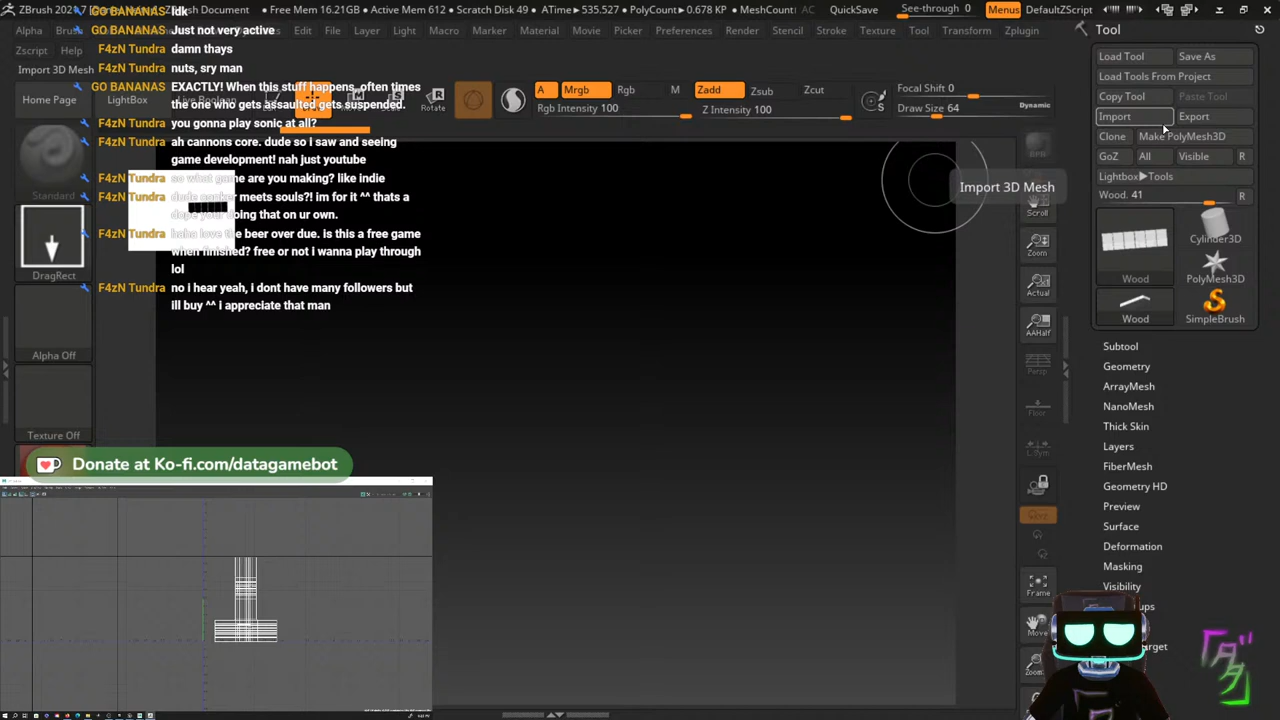 ZBrush 2024
ZBrush Document
• Free Mem 16.21GB • Active Mem 612 • Scratch Disk 49 • ATime ▸ 535.527 • PolyCount ▸ 0.678 KP • MeshCount
QuickSave
See-through 0
Menus
DefaultZScript
Alpha
Brush
Edit
File
Layer
Light
Macro
Marker
Material
Movie
Picker
Preferences
Render
Stencil
Stroke
Texture
Tool
Transform
Zplugin
Zscript
Help
Import 3D Mesh
GO BANANAS idk
GO BANANAS Just not very active
F4zN Tundra damn thays
F4zN Tundra nuts, sry man
GO BANANAS EXACTLY! When this stuff happens, often times
the one who gets assaulted gets suspended.
F4zN Tundra you gonna play sonic at all?
F4zN Tundra ah cannons core. dude so i saw and seeing
game development! nah just youtube
F4zN Tundra so what game are you making? like indie
F4zN Tundra
meets souls?! im for it ^^ thats a
dope your doing that on ur own.
F4zN Tundra haha love the beer over due. is this a free game
when finished? free or not i wanna play through
lol
F4zN Tundra no i hear yeah, i dont have many followers but
ill buy ^^ i appreciate that man
Home Page
LightBox
Live Boolean
Rotate
A
Mrgb
Rgb
M
Rgb Intensity 100
Zadd
Zsub
Zcut
Z Intensity 100
Focal Shift 0
Draw Size 64
Dynamic
Standard
DragRect
Alpha Off
Texture Off
BPR
Scroll
Zoom
Actual
AAHalf
Persp
Floor
L.Sym
Frame
Move
Import 3D Mesh
Tool
Load Tool
Save As
Load Tools From Project
Copy Tool
Paste Tool
Import
Export
Clone
Make PolyMesh3D
GoZ
All
Visible
R
Lightbox▶Tools
Wood. 41
R
Wood
Cylinder3D
PolyMesh3D
Wood
SimpleBrush
Subtool
Geometry
ArrayMesh
NanoMesh
Thick Skin
Layers
FiberMesh
Geometry HD
Preview
Surface
Deformation
Masking
Visibility
Donate at Ko-fi.com/datagamebot